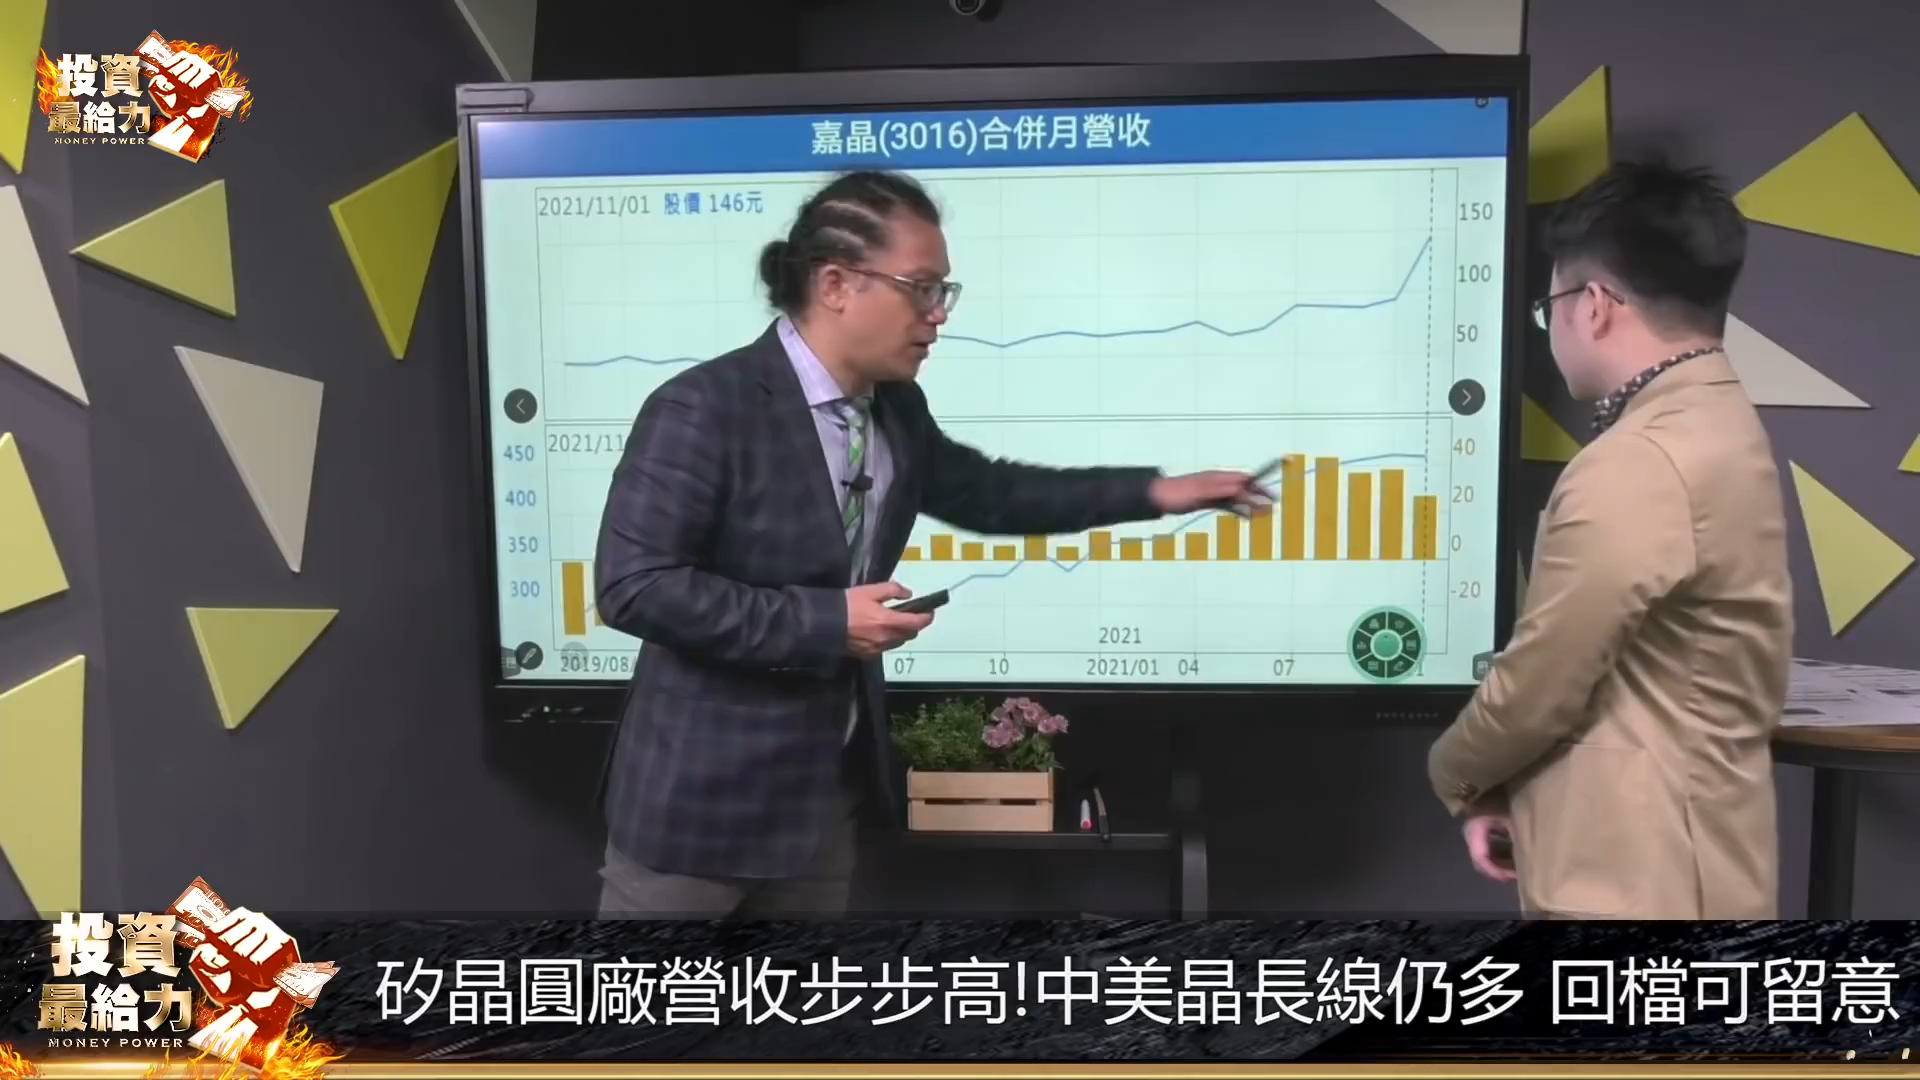 投資
最給力
MONEY POWER
嘉晶(3016)合併月營收
2021/11/01 股價 146元
150
100
50
2021/11
450
400
350
300
40
20
0
-20
2021
2019/08/
07
10
2021/01
04
07
投資
最給力
MONEY POWER
矽晶圓廠營收步步高!中美晶長線仍多 回檔可留意